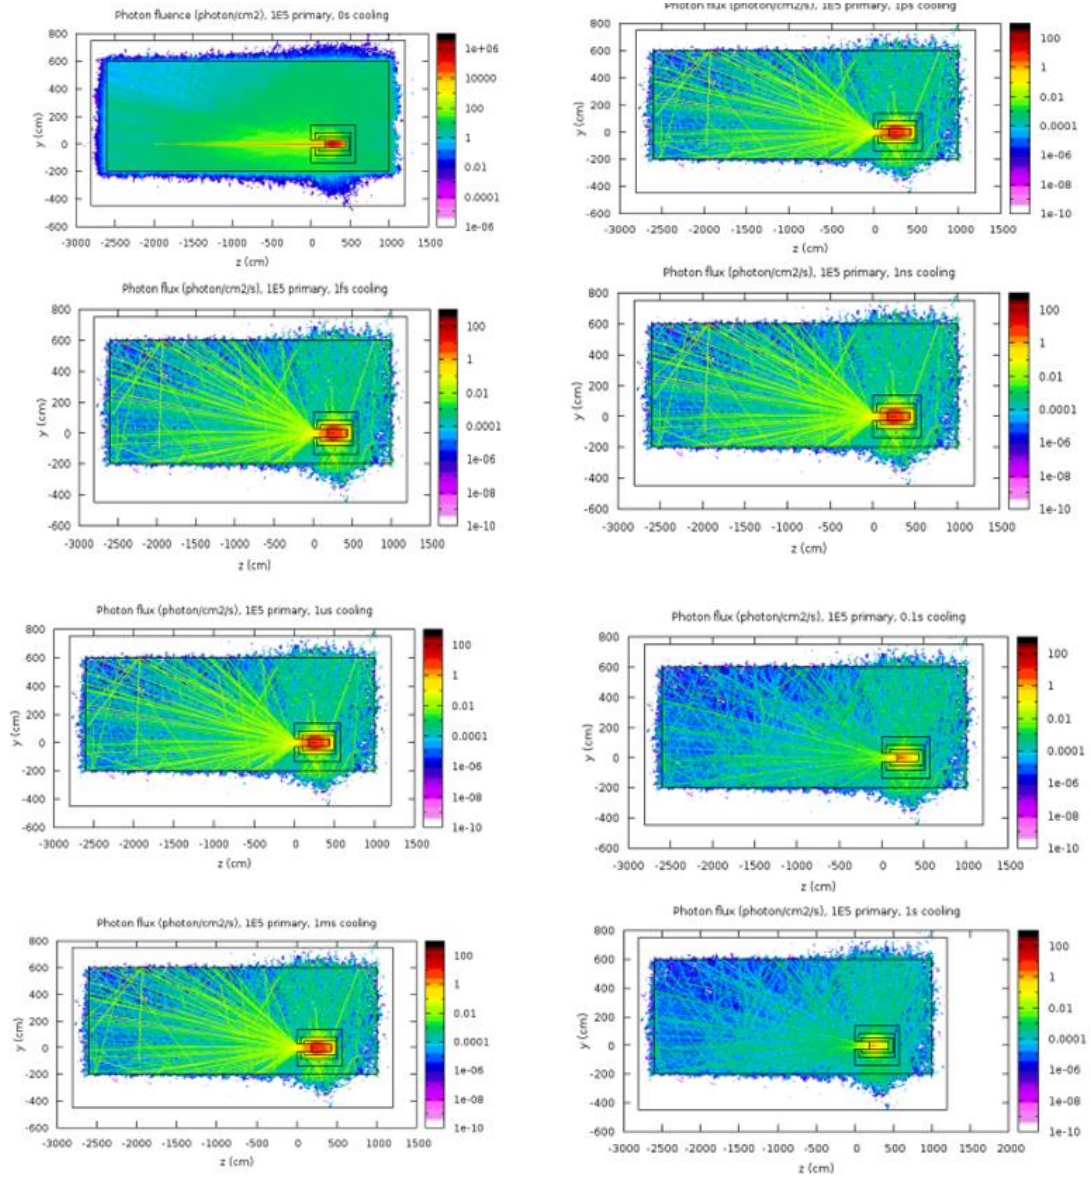 Photon fluence (photon/cm2), 1E5 primary, 0s cooling
800
600
400
200
0
-200
-400
-600
y (cm)
-3000 -2500 -2000 -1500 -1000 -500 0 500 1000 1500
z (cm)
1e+06
10000
100
1
0.01
0.0001
1e-06
Photon flux (photon/cm2/s), 1E5 primary, 1ps cooling
800
600
400
200
0
-200
-400
-600
y (cm)
-3000 -2500 -2000 -1500 -1000 -500 0 500 1000 1500
z (cm)
100
1
0.01
0.0001
1e-06
1e-08
1e-10
Photon flux (photon/cm2/s), 1E5 primary, 1fs cooling
800
600
400
200
0
-200
-400
-600
y (cm)
-3000 -2500 -2000 -1500 -1000 -500 0 500 1000 1500
z (cm)
100
1
0.01
0.0001
1e-06
1e-08
1e-10
Photon flux (photon/cm2/s), 1E5 primary, 1ns cooling
800
600
400
200
0
-200
-400
-600
y (cm)
-3000 -2500 -2000 -1500 -1000 -500 0 500 1000 1500
z (cm)
100
1
0.01
0.0001
1e-06
1e-08
1e-10
Photon flux (photon/cm2/s), 1E5 primary, 1us cooling
800
600
400
200
0
-200
-400
-600
y (cm)
-3000 -2500 -2000 -1500 -1000 -500 0 500 1000 1500
z (cm)
100
1
0.01
0.0001
1e-06
1e-08
1e-10
Photon flux (photon/cm2/s), 1E5 primary, 0.1s cooling
800
600
400
200
0
-200
-400
-600
y (cm)
-3000 -2500 -2000 -1500 -1000 -500 0 500 1000 1500
z (cm)
100
1
0.01
0.0001
1e-06
1e-08
1e-10
Photon flux (photon/cm2/s), 1E5 primary, 1ms cooling
800
600
400
200
0
-200
-400
-600
y (cm)
-3000 -2500 -2000 -1500 -1000 -500 0 500 1000 1500
z (cm)
100
1
0.01
0.0001
1e-06
1e-08
1e-10
Photon flux (photon/cm2/s), 1E5 primary, 1s cooling
800
600
400
200
0
-200
-400
-600
y (cm)
-3000 -2500 -2000 -1500 -1000 -500 0 500 1000 1500 2000
z (cm)
100
1
0.01
0.0001
1e-06
1e-08
1e-10